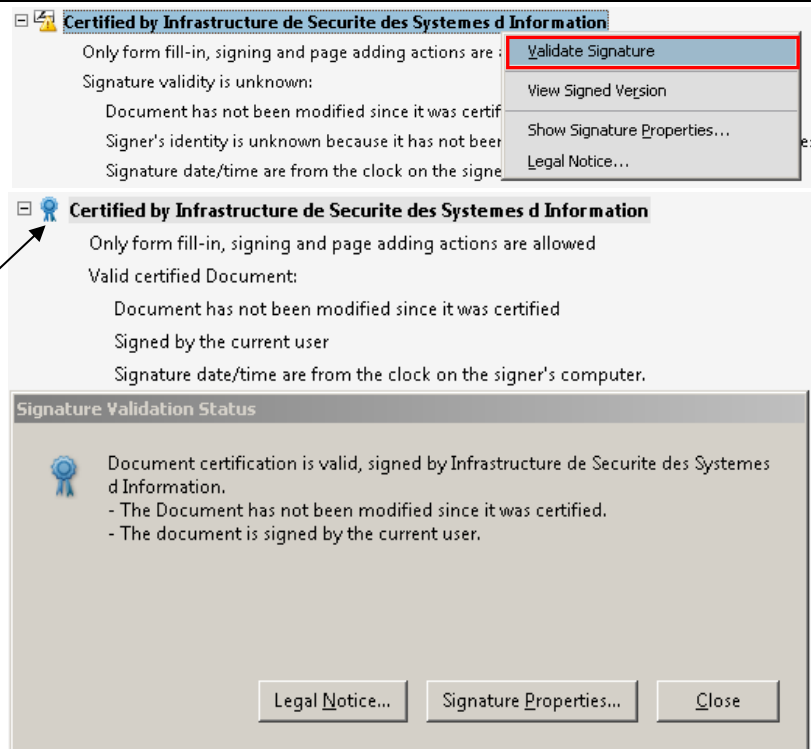 Certified by Infrastructure de Securite des Systemes d Information
Only form fill-in, signing and page adding actions are
Validate Signature
Signature validity is unknown:
View Signed Version
Document has not been modified since it was certif
Show Signature Properties...
Signer's identity is unknown because it has not been
Legal Notice...
Signature date/time are from the clock on the signe
Certified by Infrastructure de Securite des Systemes d Information
Only form fill-in, signing and page adding actions are allowed
Valid certified Document:
Document has not been modified since it was certified
Signed by the current user
Signature date/time are from the clock on the signer's computer.
Signature Validation Status
Document certification is valid, signed by Infrastructure de Securite des Systemes
d Information.
- The Document has not been modified since it was certified.
- The document is signed by the current user.
Legal Notice... Signature Properties... Close